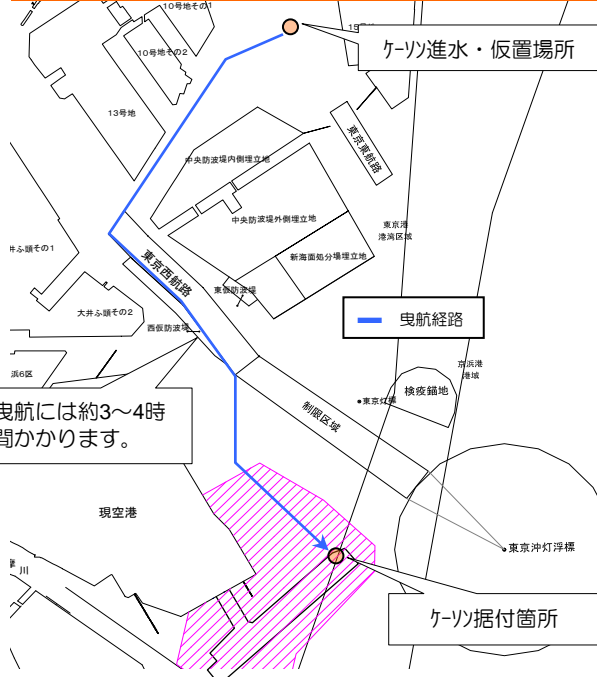 10号地その1
15号地
ケーソン進水・仮置場所
10号地その2
13号地
東京東航路
中央防波堤内側埋立地
中央防波堤外側埋立地
東京港
港湾区域
井ふ頭その1
新海面処分場埋立地
東京西航路
東仮防波堤
大井ふ頭その2
西仮防波堤
曳航経路
浜6区
京浜港
港域
検疫錨地
東京灯標
制限区域
曳航には約3～4時
間かかります。
現空港
東京沖灯浮標
摩
川
ケーソン据付箇所